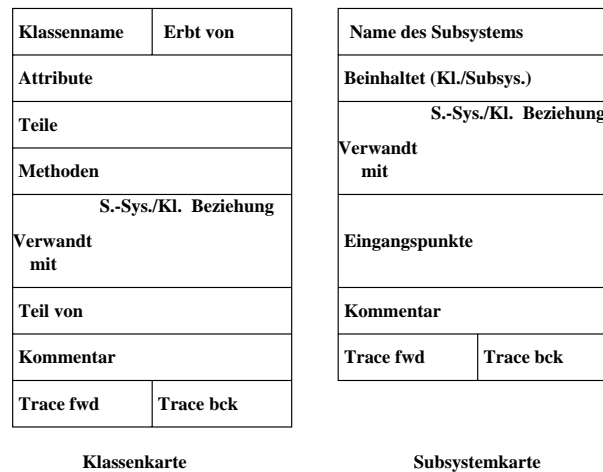 Klassenname Erbt von
Attribute
Teile
Methoden
S.-Sys./Kl. Beziehung
Verwandt
mit
Teil von
Kommentar
Trace fwd Trace bck
Klassenkarte
Name des Subsystems
Beinhaltet (Kl./Subsys.)
S.-Sys./Kl. Beziehung
Verwandt
mit
Eingangspunkte
Kommentar
Trace fwd Trace bck
Subsystemkarte